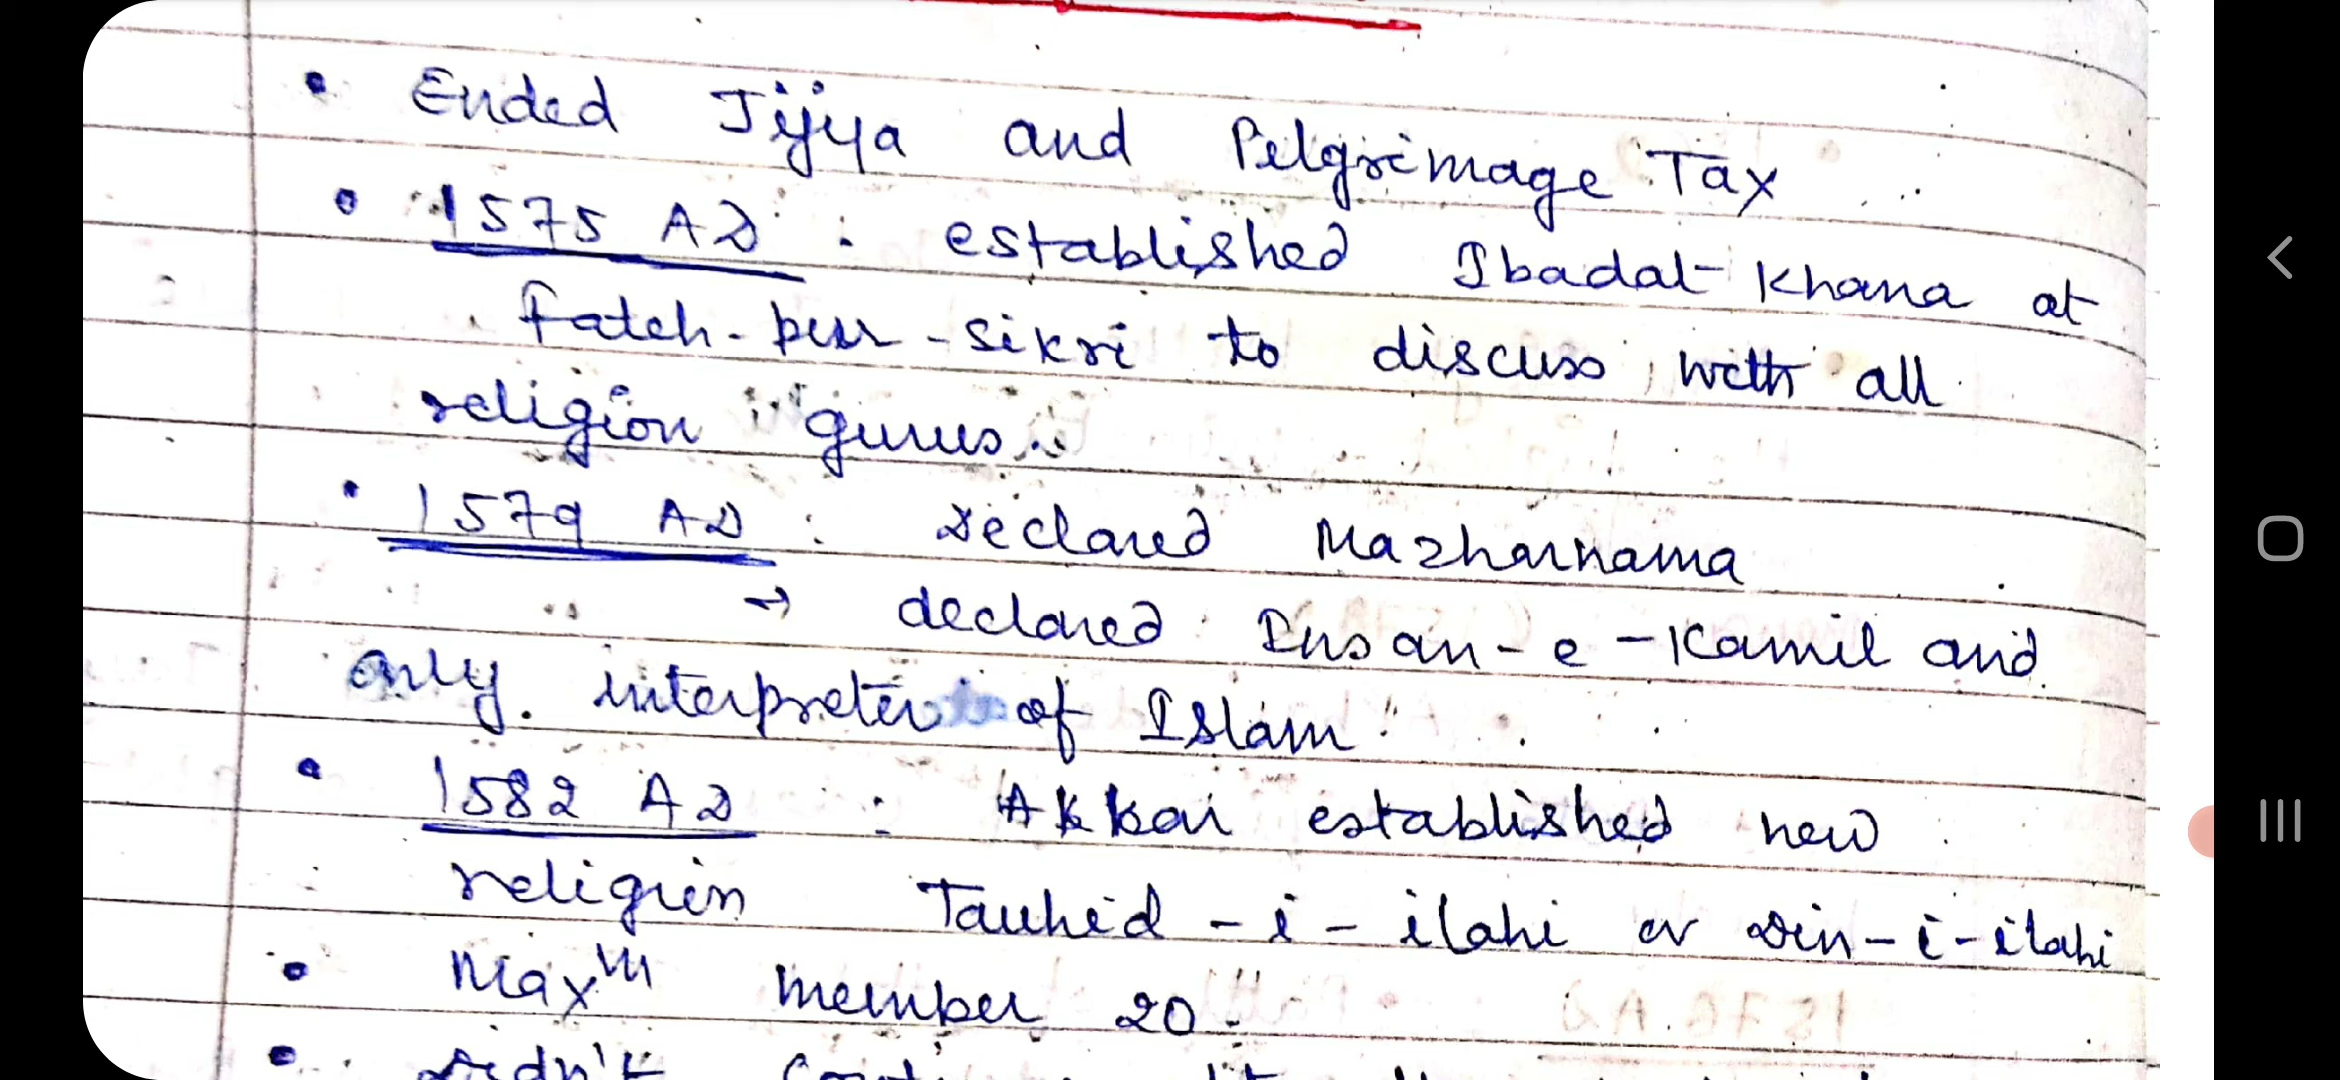 • Ended Jijya and Pilgrimage Tax
• 1575 AD : established Ibadat-Khana at
Fateh-pur-sikri to discuss with all
religion gurus.
• 1579 AD : Declared Mazharnama
→ declared Insan-e-Kamil and
only interpreter of Islam.
• 1582 AD : Akbar established new
religion Tauhid-i-ilahi or Din-i-ilahi
• Maxᵐ member 20.
• Didn't